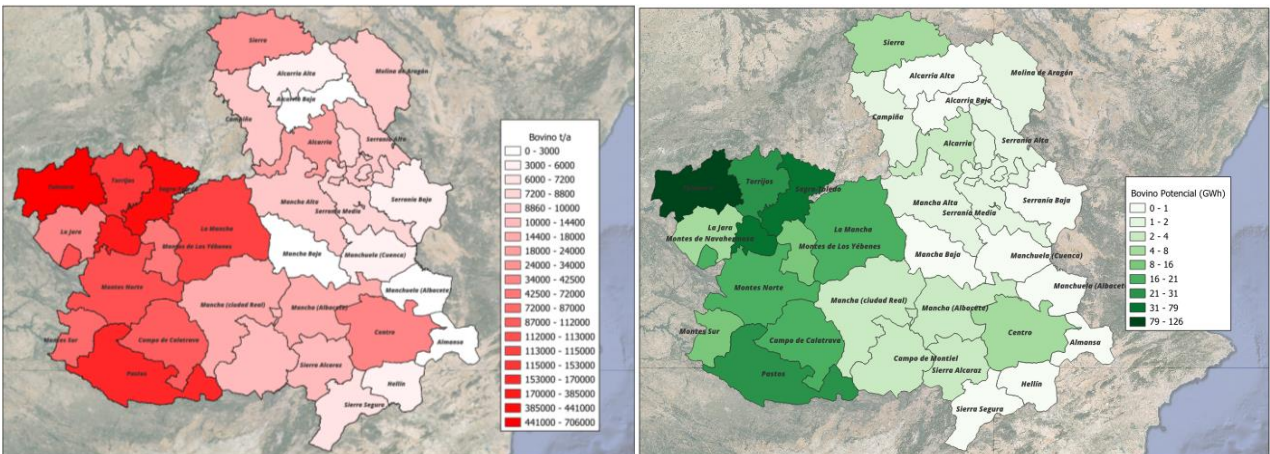 Sierra
Alcarria Alta
Molina de Aragón
Alcarria Baja
Campiña
Alcarria
Serranía Alta
Talavera
Torrijos
Sagra-Toledo
Mancha Alta
Serranía Baja
Serranía Media
La Jara
La Mancha
Montes de Los Yébenes
Mancha Baja
Manchuela (Cuenca)
Manchuela (Albacete)
Montes Norte
Mancha (ciudad Real)
Mancha (Albacete)
Centro
Montes Sur
Campo de Calatrava
Almansa
Pastos
Sierra Alcaraz
Hellín
Sierra Segura
Bovino t/a
0 - 3000
3000 - 6000
6000 - 7200
7200 - 8800
8860 - 10000
10000 - 14400
14400 - 18000
18000 - 24000
24000 - 34000
34000 - 42500
42500 - 72000
72000 - 87000
87000 - 112000
112000 - 113000
113000 - 115000
115000 - 153000
153000 - 170000
170000 - 385000
385000 - 441000
441000 - 706000
Sierra
Alcarria Alta
Molina de Aragón
Alcarria Baja
Campiña
Alcarria
Serranía Alta
Torrijos
Sagra-Toledo
Mancha Alta
Serranía Baja
Serranía Media
La Jara
La Mancha
Montes de Los Yébenes
Mancha Baja
Manchuela (Cuenca)
Manchuela (Albacet
Montes Norte
Mancha (ciudad Real)
Mancha (Albacete)
Centro
Montes Sur
Campo de Calatrava
Almansa
Campo de Montiel
Pastos
Sierra Alcaraz
Hellín
Sierra Segura
Bovino Potencial (GWh)
0 - 1
1 - 2
2 - 4
4 - 8
8 - 16
16 - 21
21 - 31
31 - 79
79 - 126